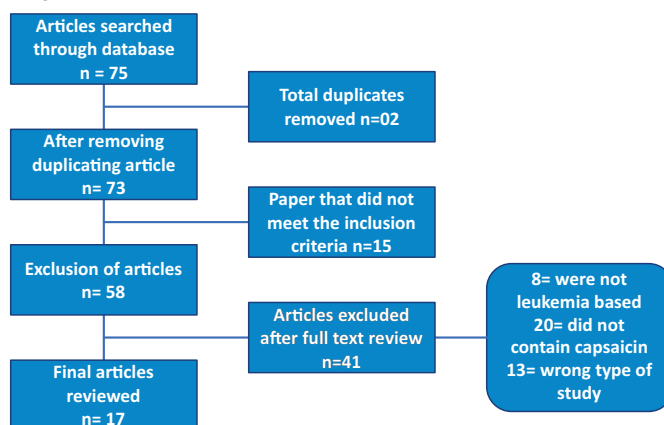 Articles searched
through database
n = 75
Total duplicates
removed n=02
After removing
duplicating article
n= 73
Paper that did not
meet the inclusion
criteria n=15
Exclusion of articles
n= 58
Articles excluded
after full text review
n=41
8= were not
leukemia based
20= did not
contain capsaicin
13= wrong type of
study
Final articles
reviewed
n= 17